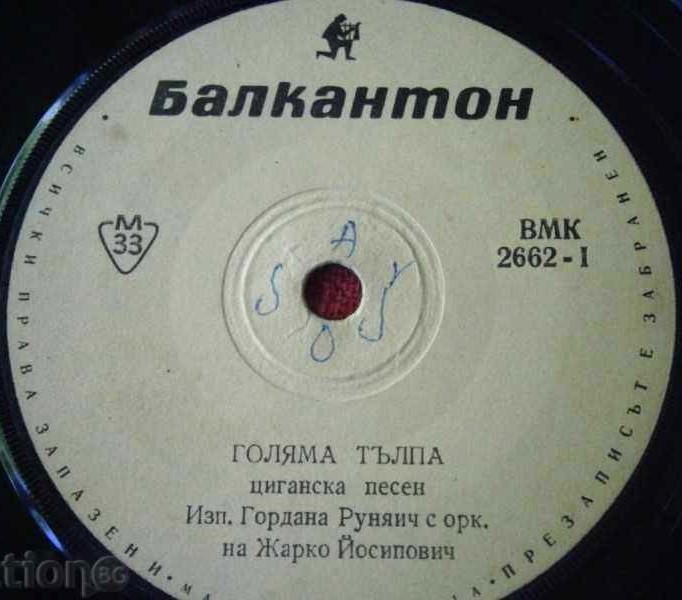 Балкантон
М
33
ВМК
2662-I
A
S
O
ГОЛЯМА ТЪЛПА
циганска песен
Изп. Гордана Руняич с орк.
на Жарко Йосипович
· ВСИЧКИ ПРАВА ЗАПАЗЕНИ ·
ПРЕЗАПИСЪТ Е ЗАБРАНЕН ·